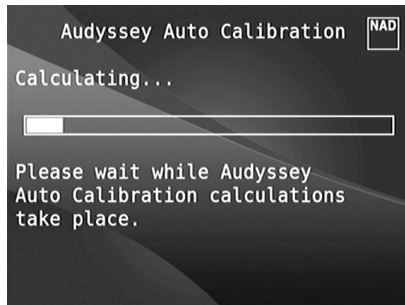 Audyssey Auto Calibration
NAD
Calculating...
Please wait while Audyssey
Auto Calibration calculations
take place.